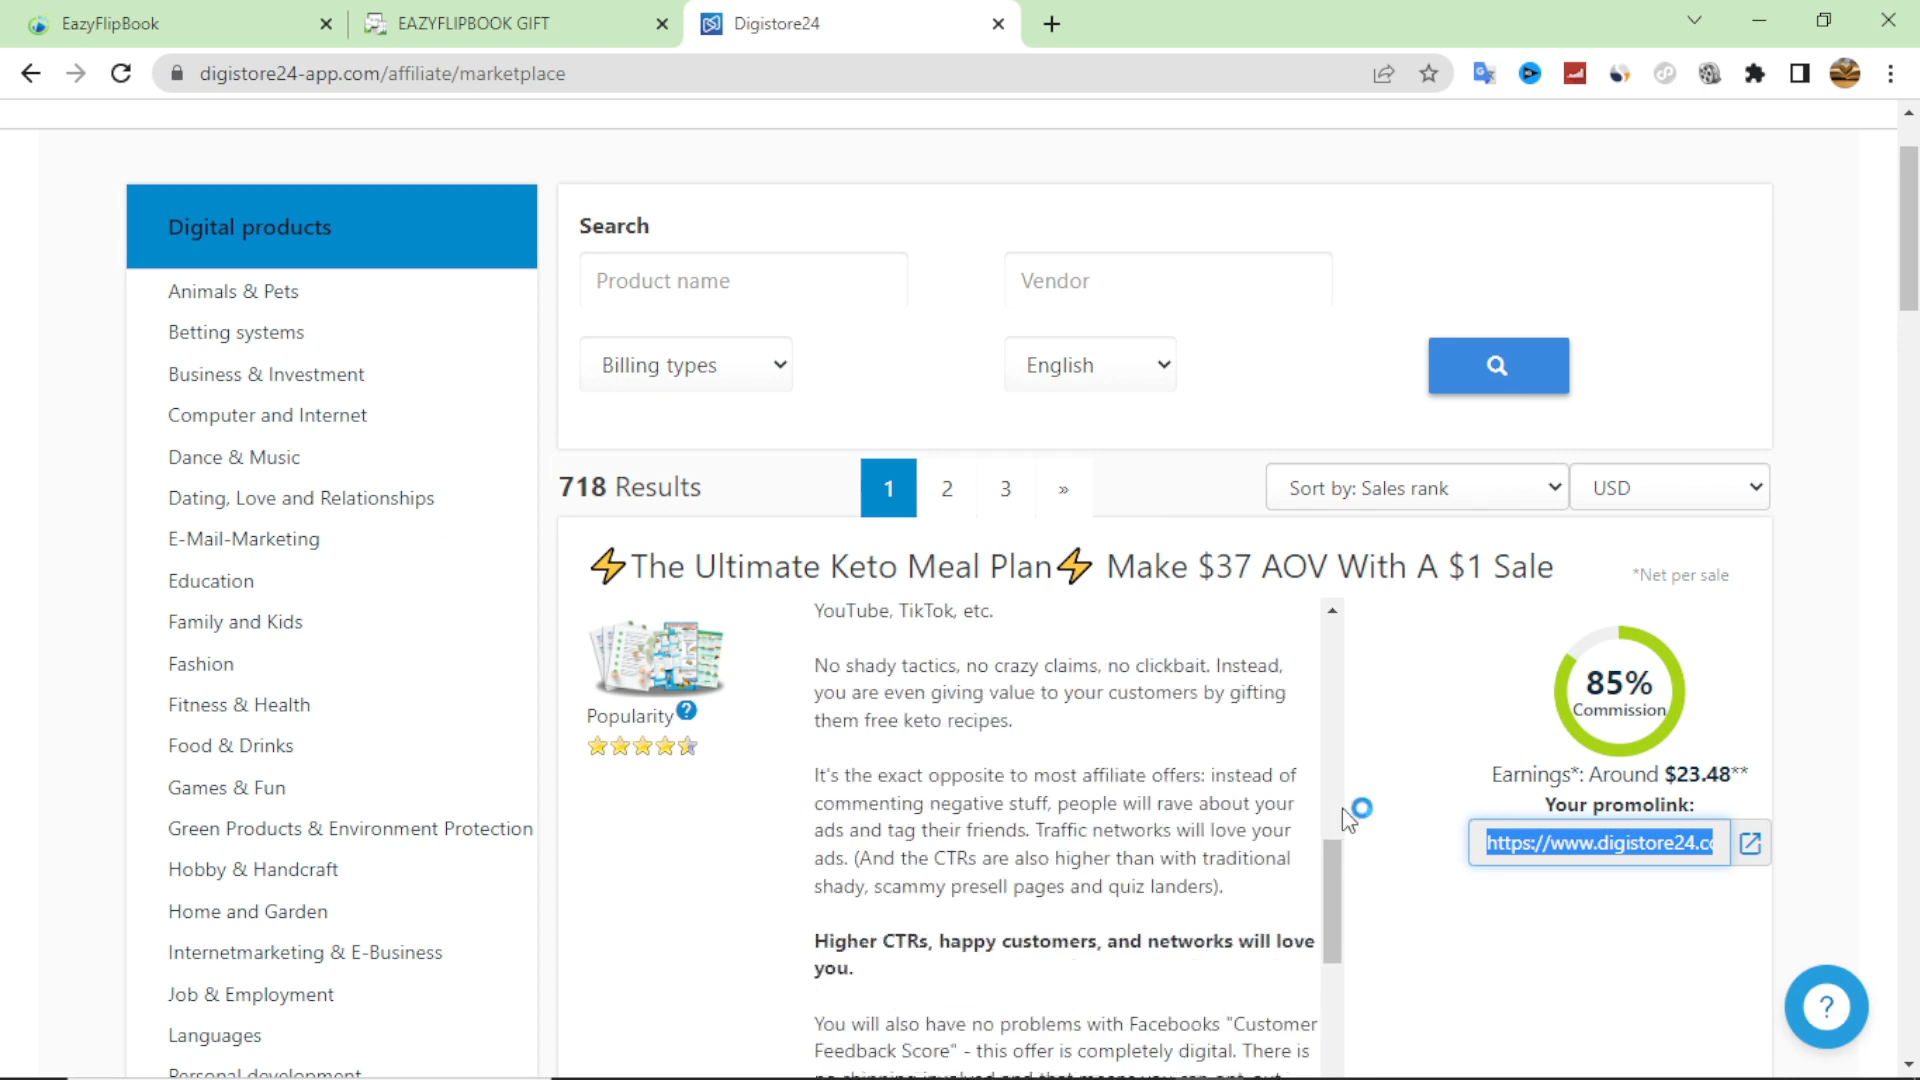 EazyFlipBook
EAZYFLIPBOOK GIFT
Digistore24
digistore24-app.com/affiliate/marketplace
Digital products
Animals & Pets
Betting systems
Business & Investment
Computer and Internet
Dance & Music
Dating, Love and Relationships
E-Mail-Marketing
Education
Family and Kids
Fashion
Fitness & Health
Food & Drinks
Games & Fun
Green Products & Environment Protection
Hobby & Handcraft
Home and Garden
Internetmarketing & E-Business
Job & Employment
Languages
Personal development
Search
Product name
Vendor
Billing types
English
718 Results
1 2 3 »
Sort by: Sales rank
USD
⚡The Ultimate Keto Meal Plan⚡ Make $37 AOV With A $1 Sale
*Net per sale
Popularity ?
YouTube, TikTok, etc.
No shady tactics, no crazy claims, no clickbait. Instead,
you are even giving value to your customers by gifting
them free keto recipes.
It's the exact opposite to most affiliate offers: instead of
commenting negative stuff, people will rave about your
ads and tag their friends. Traffic networks will love your
ads. (And the CTRs are also higher than with traditional
shady, scammy presell pages and quiz landers).
Higher CTRs, happy customers, and networks will love
you.
You will also have no problems with Facebooks "Customer
Feedback Score" - this offer is completely digital. There is
85%
Commission
Earnings*: Around $23.48**
Your promolink:
https://www.digistore24.co
?